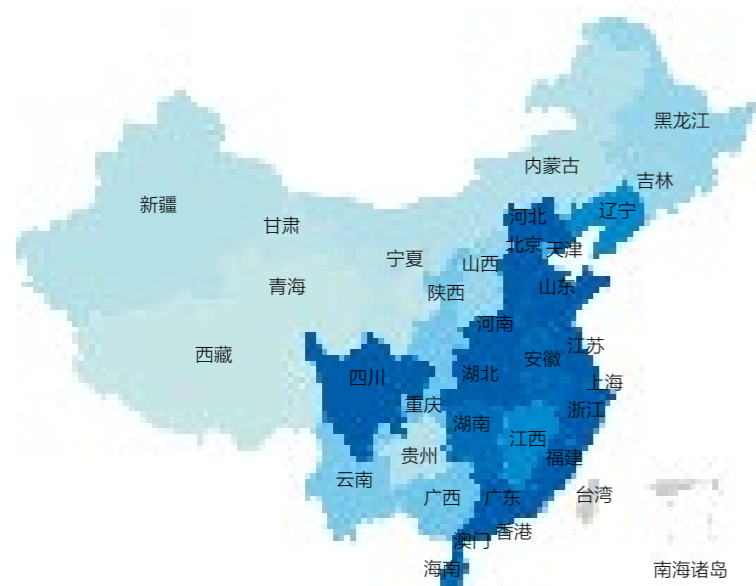 黑龙江
内蒙古
吉林
新疆
辽宁
河北
甘肃
北京
天津
宁夏
山西
青海
陕西
山东
河南
江苏
西藏
安徽
四川
湖北
上海
重庆
浙江
湖南
江西
贵州
福建
云南
广西
广东
台湾
香港
澳门
海南
南海诸岛